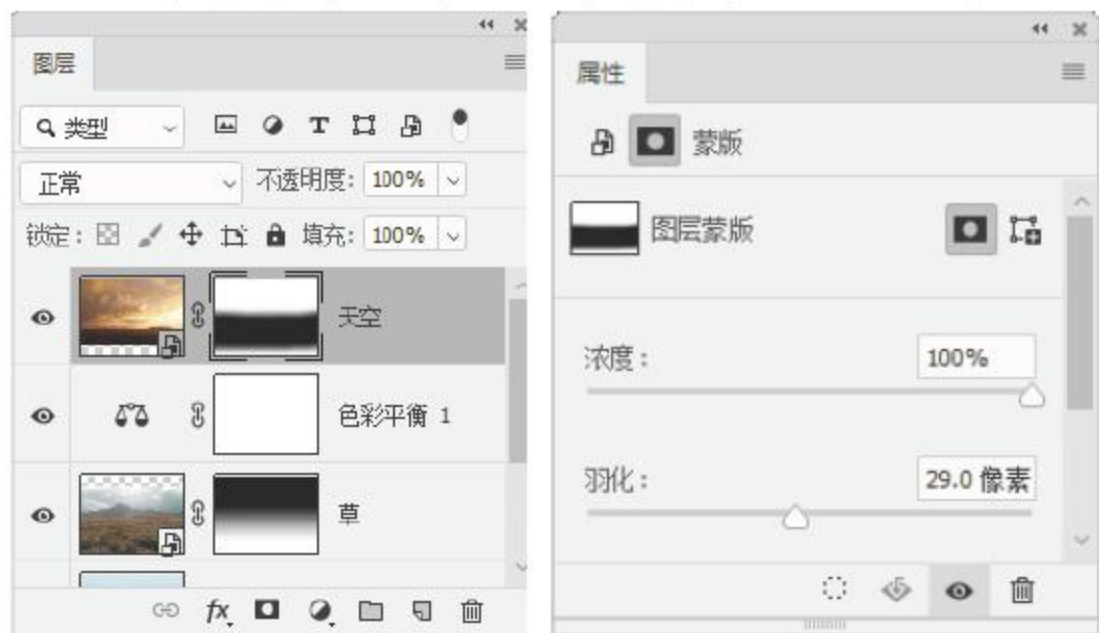 图层
类型
正常
不透明度: 100%
锁定:
填充: 100%
天空
色彩平衡 1
草
fx
属性
蒙版
图层蒙版
浓度:
100%
羽化:
29.0 像素